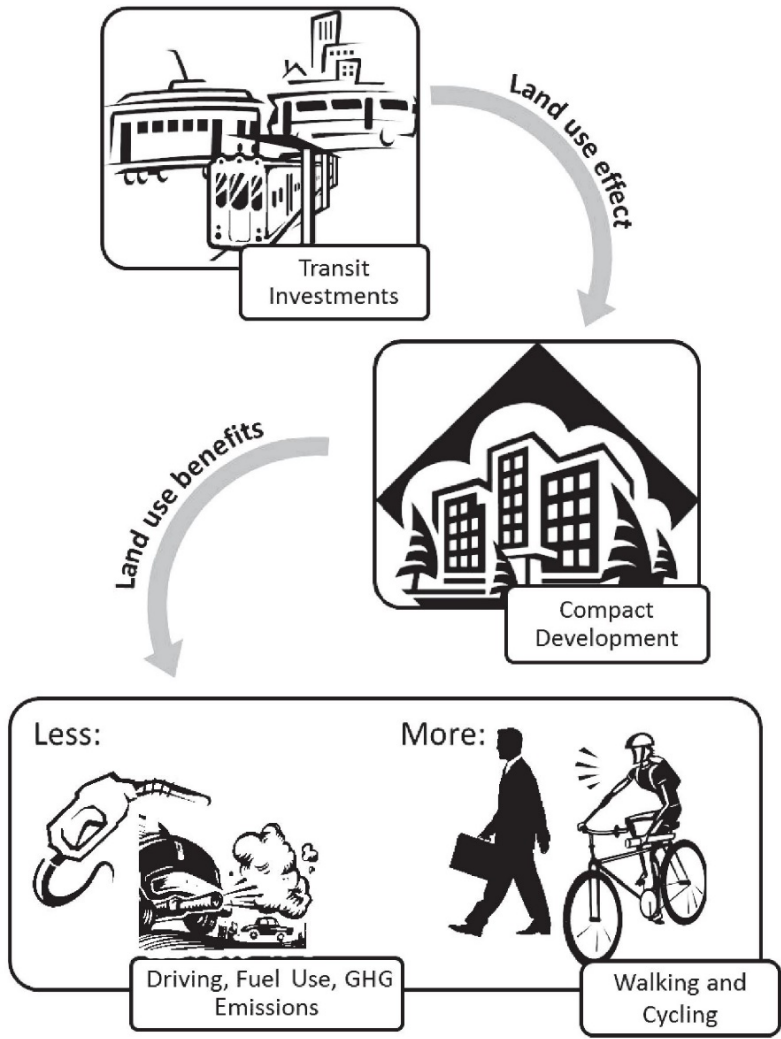 Land use effect
Transit
Investments
Land use benefits
Compact
Development
Less:
More:
Driving, Fuel Use, GHG
Emissions
Walking and
Cycling